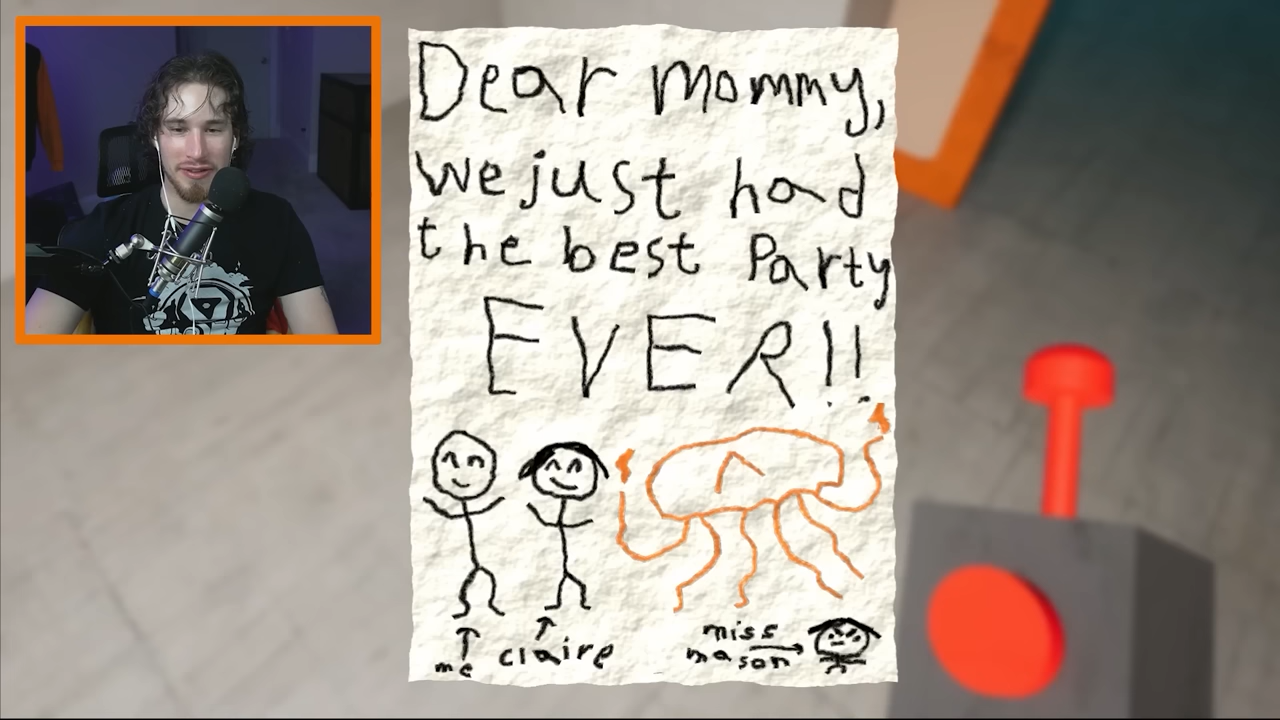 Dear mommy,
we just had
the best Party
EVER!!
me
claire
miss
mason